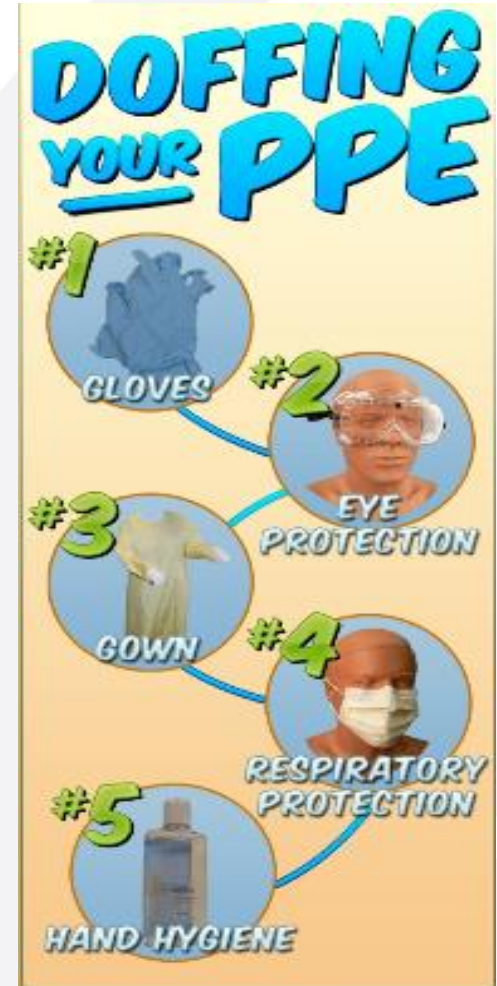 DOFFING
YOUR PPE
#1
GLOVES
#2
EYE
PROTECTION
#3
GOWN
#4
RESPIRATORY
PROTECTION
#5
HAND HYGIENE